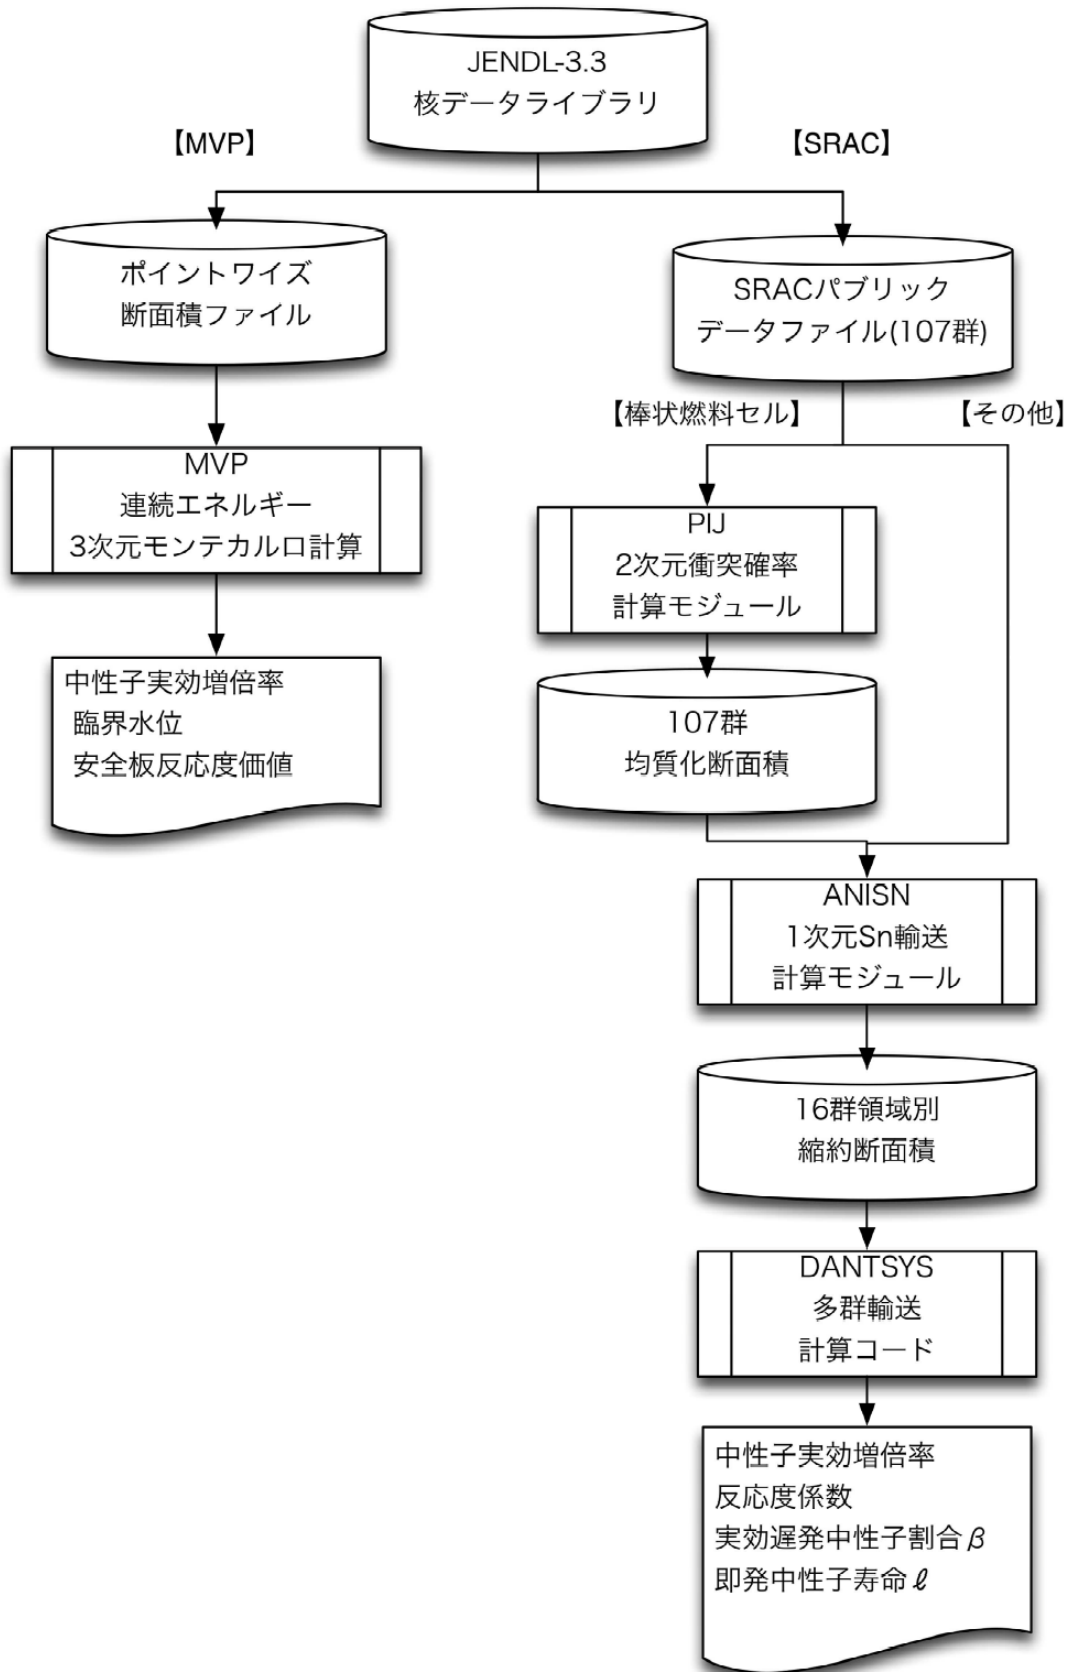 JENDL-3.3
核データライブラリ
【MVP】
【SRAC】
ポイントワイズ
断面積ファイル
SRACパブリック
データファイル(107群)
【棒状燃料セル】
【その他】
MVP
連続エネルギー
3次元モンテカルロ計算
PIJ
2次元衝突確率
計算モジュール
中性子実効増倍率
臨界水位
安全板反応度価値
107群
均質化断面積
ANISN
1次元Sn輸送
計算モジュール
16群領域別
縮約断面積
DANTSYS
多群輸送
計算コード
中性子実効増倍率
反応度係数
実効遅発中性子割合β
即発中性子寿命ℓ